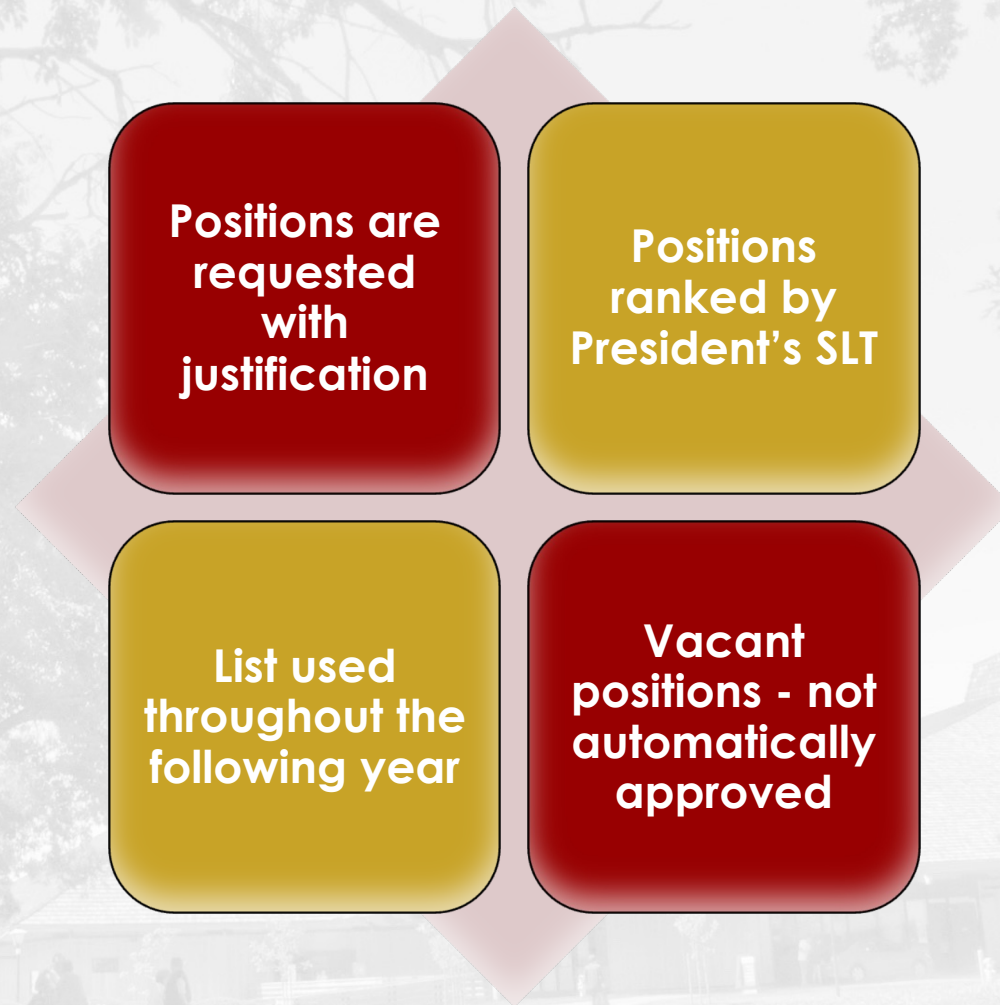 Positions are
requested
with
justification
Positions
ranked by
President’s SLT
List used
throughout the
following year
Vacant
positions - not
automatically
approved